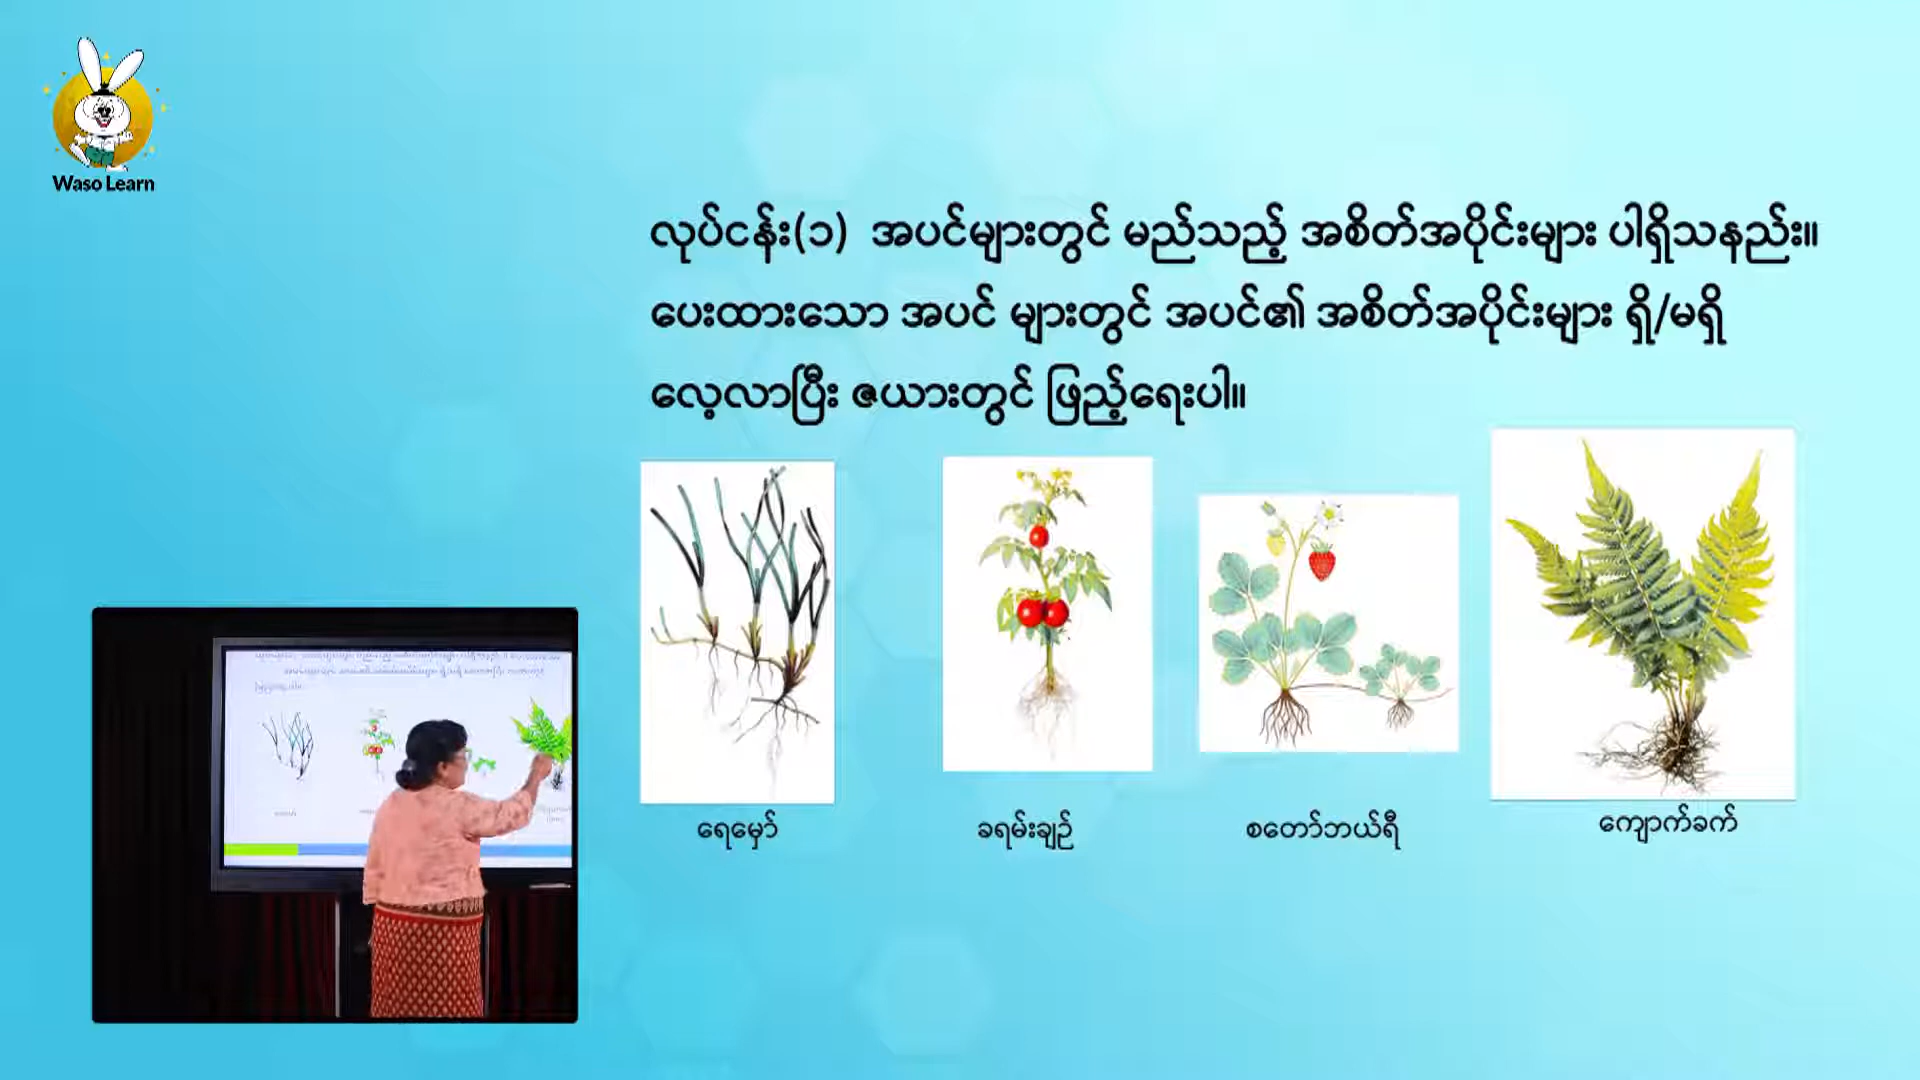 Waso Learn
လုပ်ငန်း(၁) အပင်များတွင် မည်သည့် အစိတ်အပိုင်းများ ပါရှိသနည်း။
ပေးထားသော အပင် များတွင် အပင်၏ အစိတ်အပိုင်းများ ရှိ/မရှိ
လေ့လာပြီး ဇယားတွင် ဖြည့်ရေးပါ။
ရေမှော်
ခရမ်းချဉ်
စတော်ဘယ်ရီ
ကျောက်ခက်